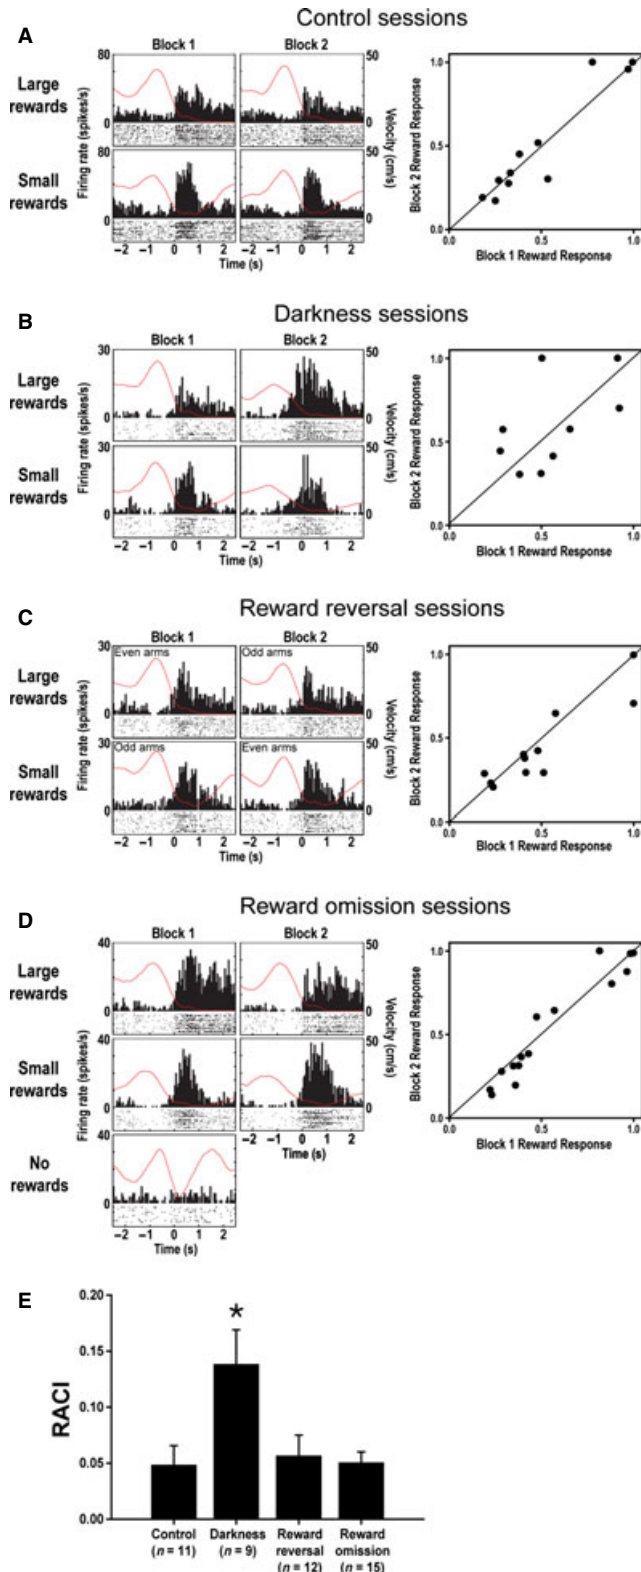 Control sessions
A
Block 1
Block 2
Large rewards
Small rewards
80
0
50
0
50
0
Firing rate (spikes/s)
Velocity (cm/s)
−2 −1 0 1 2
−2 −1 0 1 2
Time (s)
1.0
0.5
0.0
Block 2 Reward Response
0.0 0.5 1.0
Block 1 Reward Response
Darkness sessions
B
Block 1
Block 2
Large rewards
Small rewards
30
0
30
0
50
0
Firing rate (spikes/s)
Velocity (cm/s)
−2 −1 0 1 2
−2 −1 0 1 2
Time (s)
1.0
0.5
0.0
Block 2 Reward Response
0.0 0.5 1.0
Block 1 Reward Response
Reward reversal sessions
C
Block 1
Block 2
Even arms
Odd arms
Large rewards
Odd arms
Even arms
Small rewards
30
0
30
0
50
0
Firing rate (spikes/s)
Velocity (cm/s)
−2 −1 0 1 2
−2 −1 0 1 2
Time (s)
1.0
0.5
0.0
Block 2 Reward Response
0.0 0.5 1.0
Block 1 Reward Response
Reward omission sessions
D
Block 1
Block 2
Large rewards
Small rewards
No rewards
40
0
40
0
40
0
50
0
Firing rate (spikes/s)
Velocity (cm/s)
−2 −1 0 1 2
Time (s)
−2 −1 0 1 2
Time (s)
1.0
0.5
0.0
Block 2 Reward Response
0.0 0.5 1.0
Block 1 Reward Response
E
0.20
0.15
0.10
0.05
0.00
RACI
*
Control
(n = 11)
Darkness
(n = 9)
Reward
reversal
(n = 12)
Reward
omission
(n = 15)